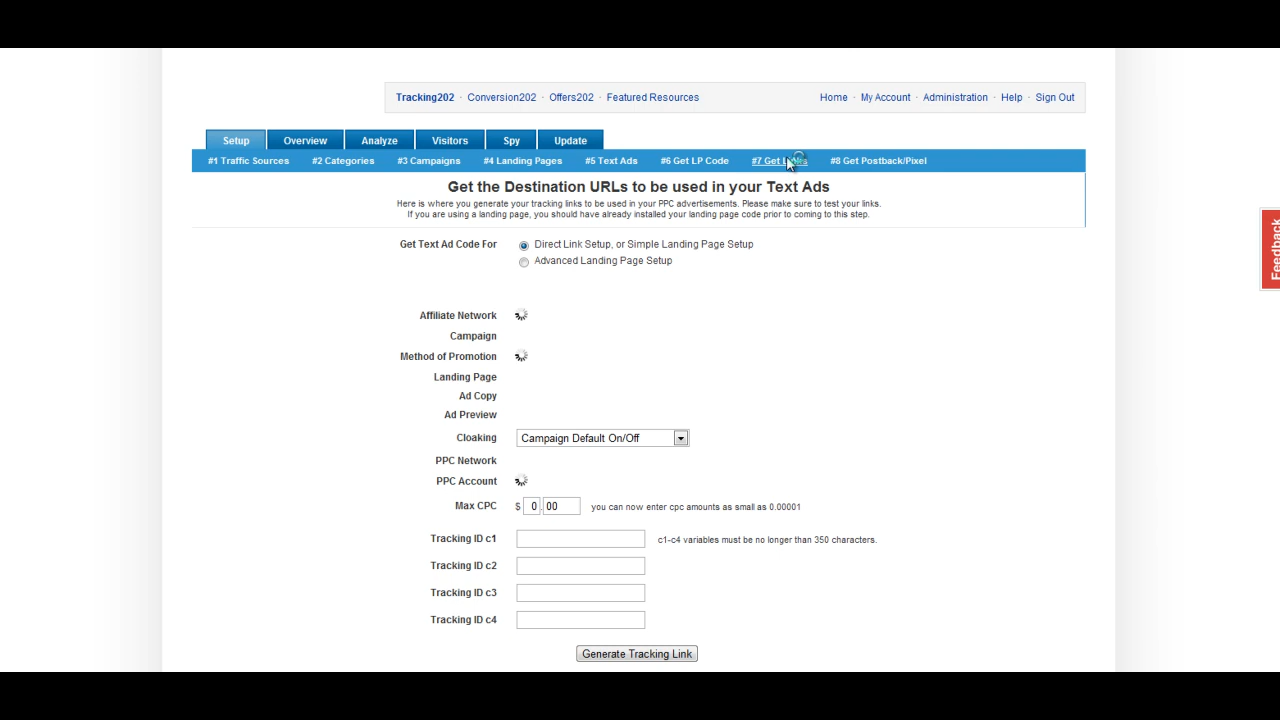 Tracking202 · Conversion202 · Offers202 · Featured Resources Home · My Account · Administration · Help · Sign Out
Setup Overview Analyze Visitors Spy Update
#1 Traffic Sources #2 Categories #3 Campaigns #4 Landing Pages #5 Text Ads #6 Get LP Code #7 Get Links #8 Get Postback/Pixel
Get the Destination URLs to be used in your Text Ads
Here is where you generate your tracking links to be used in your PPC advertisements. Please make sure to test your links.
If you are using a landing page, you should have already installed your landing page code prior to coming to this step.
Feedback
Get Text Ad Code For Direct Link Setup, or Simple Landing Page Setup
Advanced Landing Page Setup
Affiliate Network
Campaign
Method of Promotion
Landing Page
Ad Copy
Ad Preview
Cloaking Campaign Default On/Off
PPC Network
PPC Account
Max CPC $ 0 . 00 you can now enter cpc amounts as small as 0.00001
Tracking ID c1 c1-c4 variables must be no longer than 350 characters.
Tracking ID c2
Tracking ID c3
Tracking ID c4
Generate Tracking Link